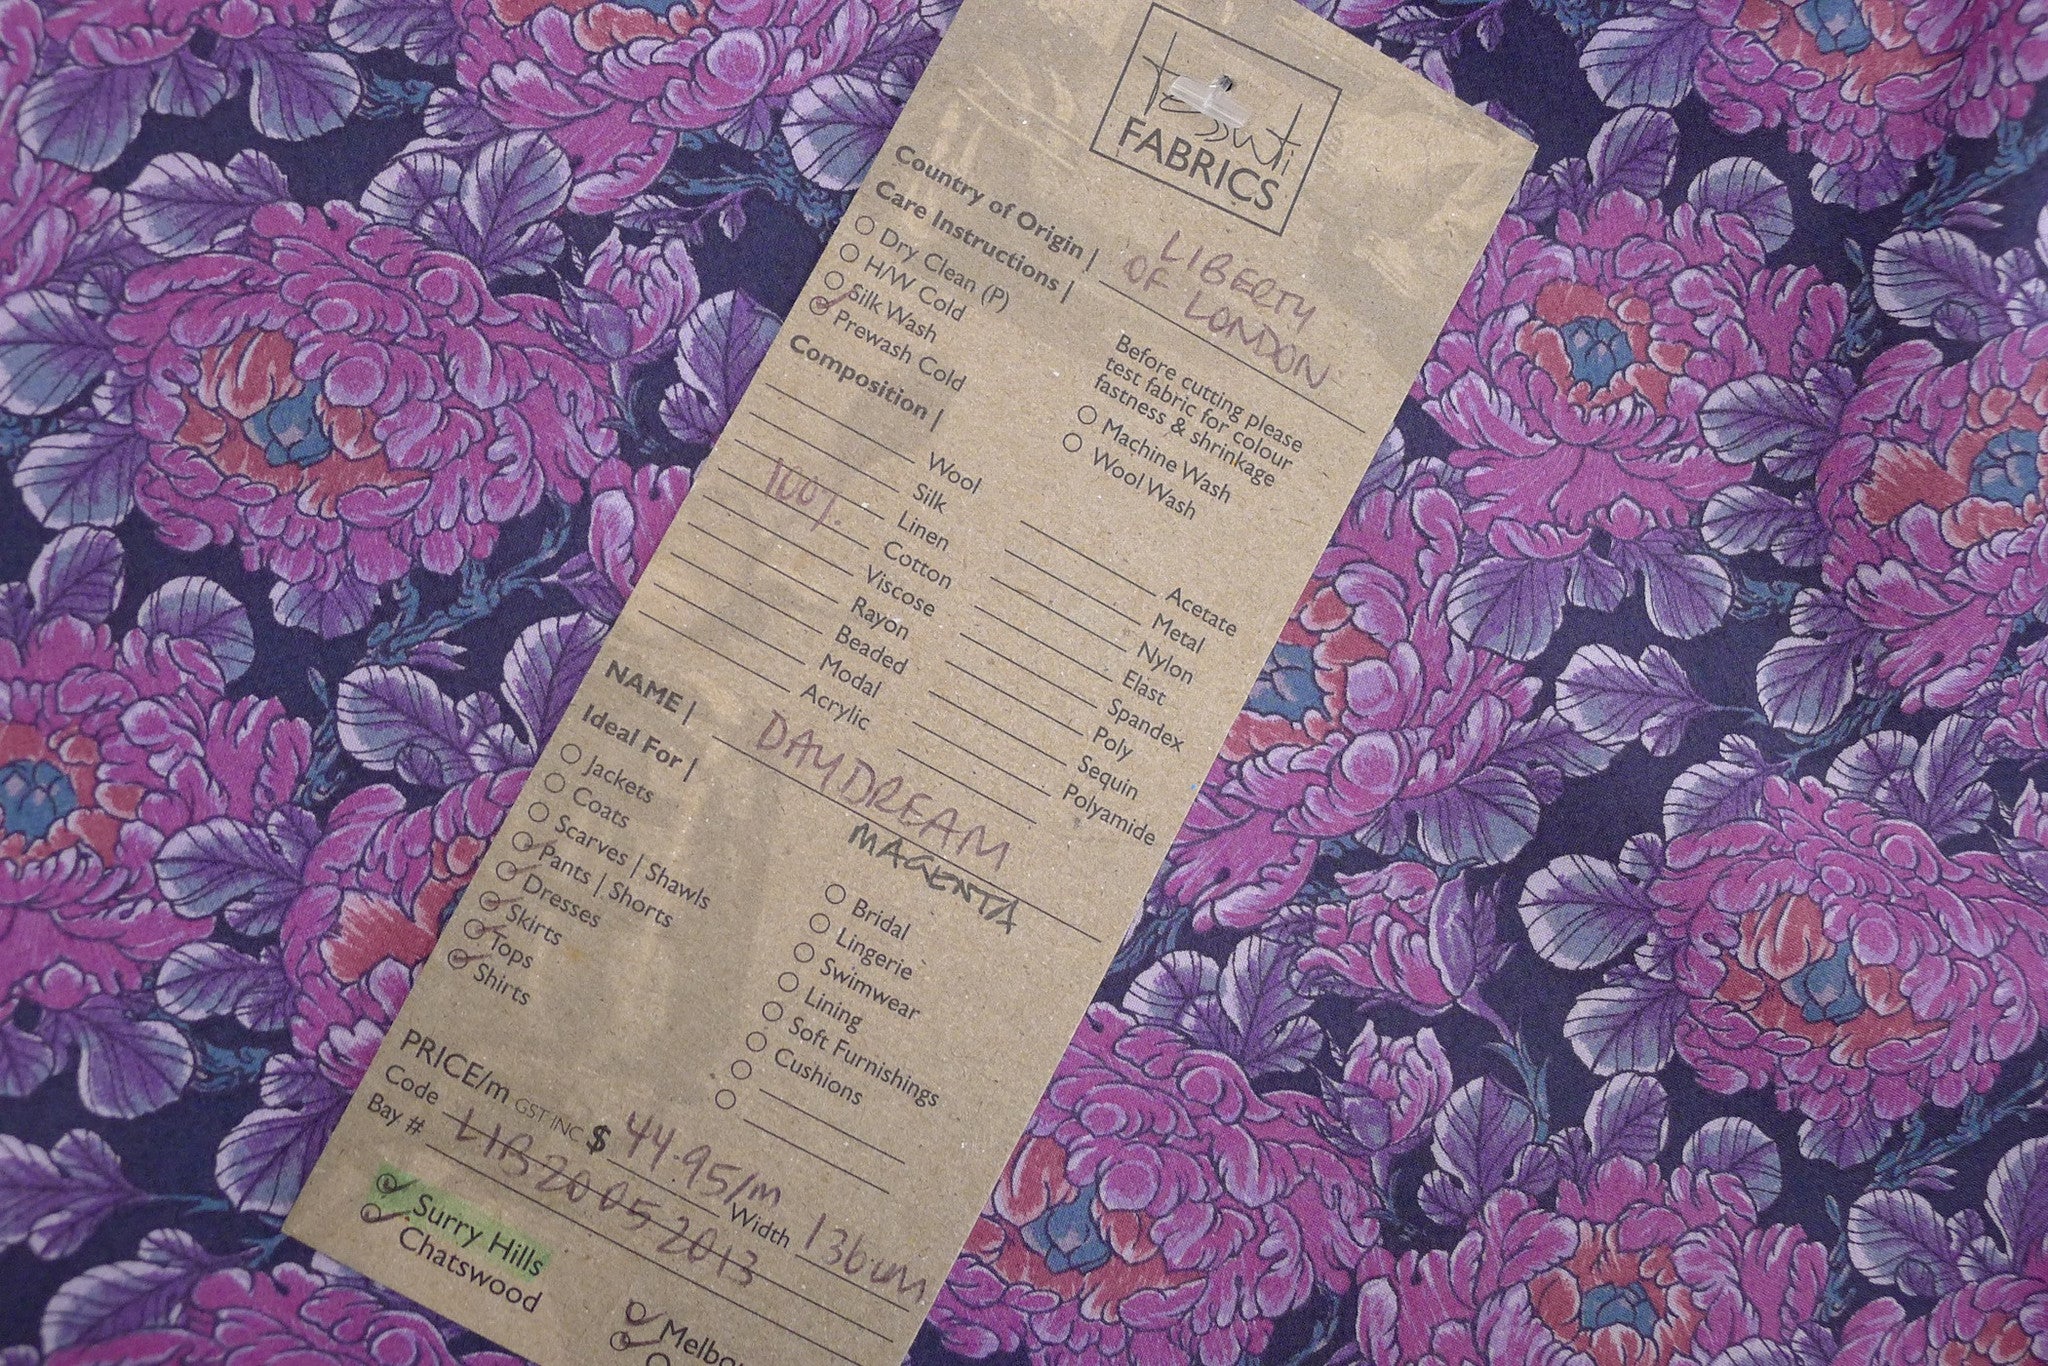 tessuti
FABRICS
Country of Origin | LIBERTY
OF LONDON
Care Instructions |
Dry Clean (P)
H/W Cold
Silk Wash
Prewash Cold
Before cutting please
test fabric for colour
fastness & shrinkage
Machine Wash
Wool Wash
Composition |
Wool
Silk
Linen
100% Cotton
Viscose
Rayon
Beaded
Modal
Acrylic
Acetate
Metal
Nylon
Elast
Spandex
Poly
Sequin
Polyamide
NAME | DAYDREAM
MAGENTA
Ideal For |
Jackets
Coats
Scarves | Shawls
Pants | Shorts
Dresses
Skirts
Tops
Shirts
Bridal
Lingerie
Swimwear
Lining
Soft Furnishings
Cushions
PRICE/m GST INC $ 44.95/m Width 136cm
Code LIB20052013
Bay #
Surry Hills
Chatswood